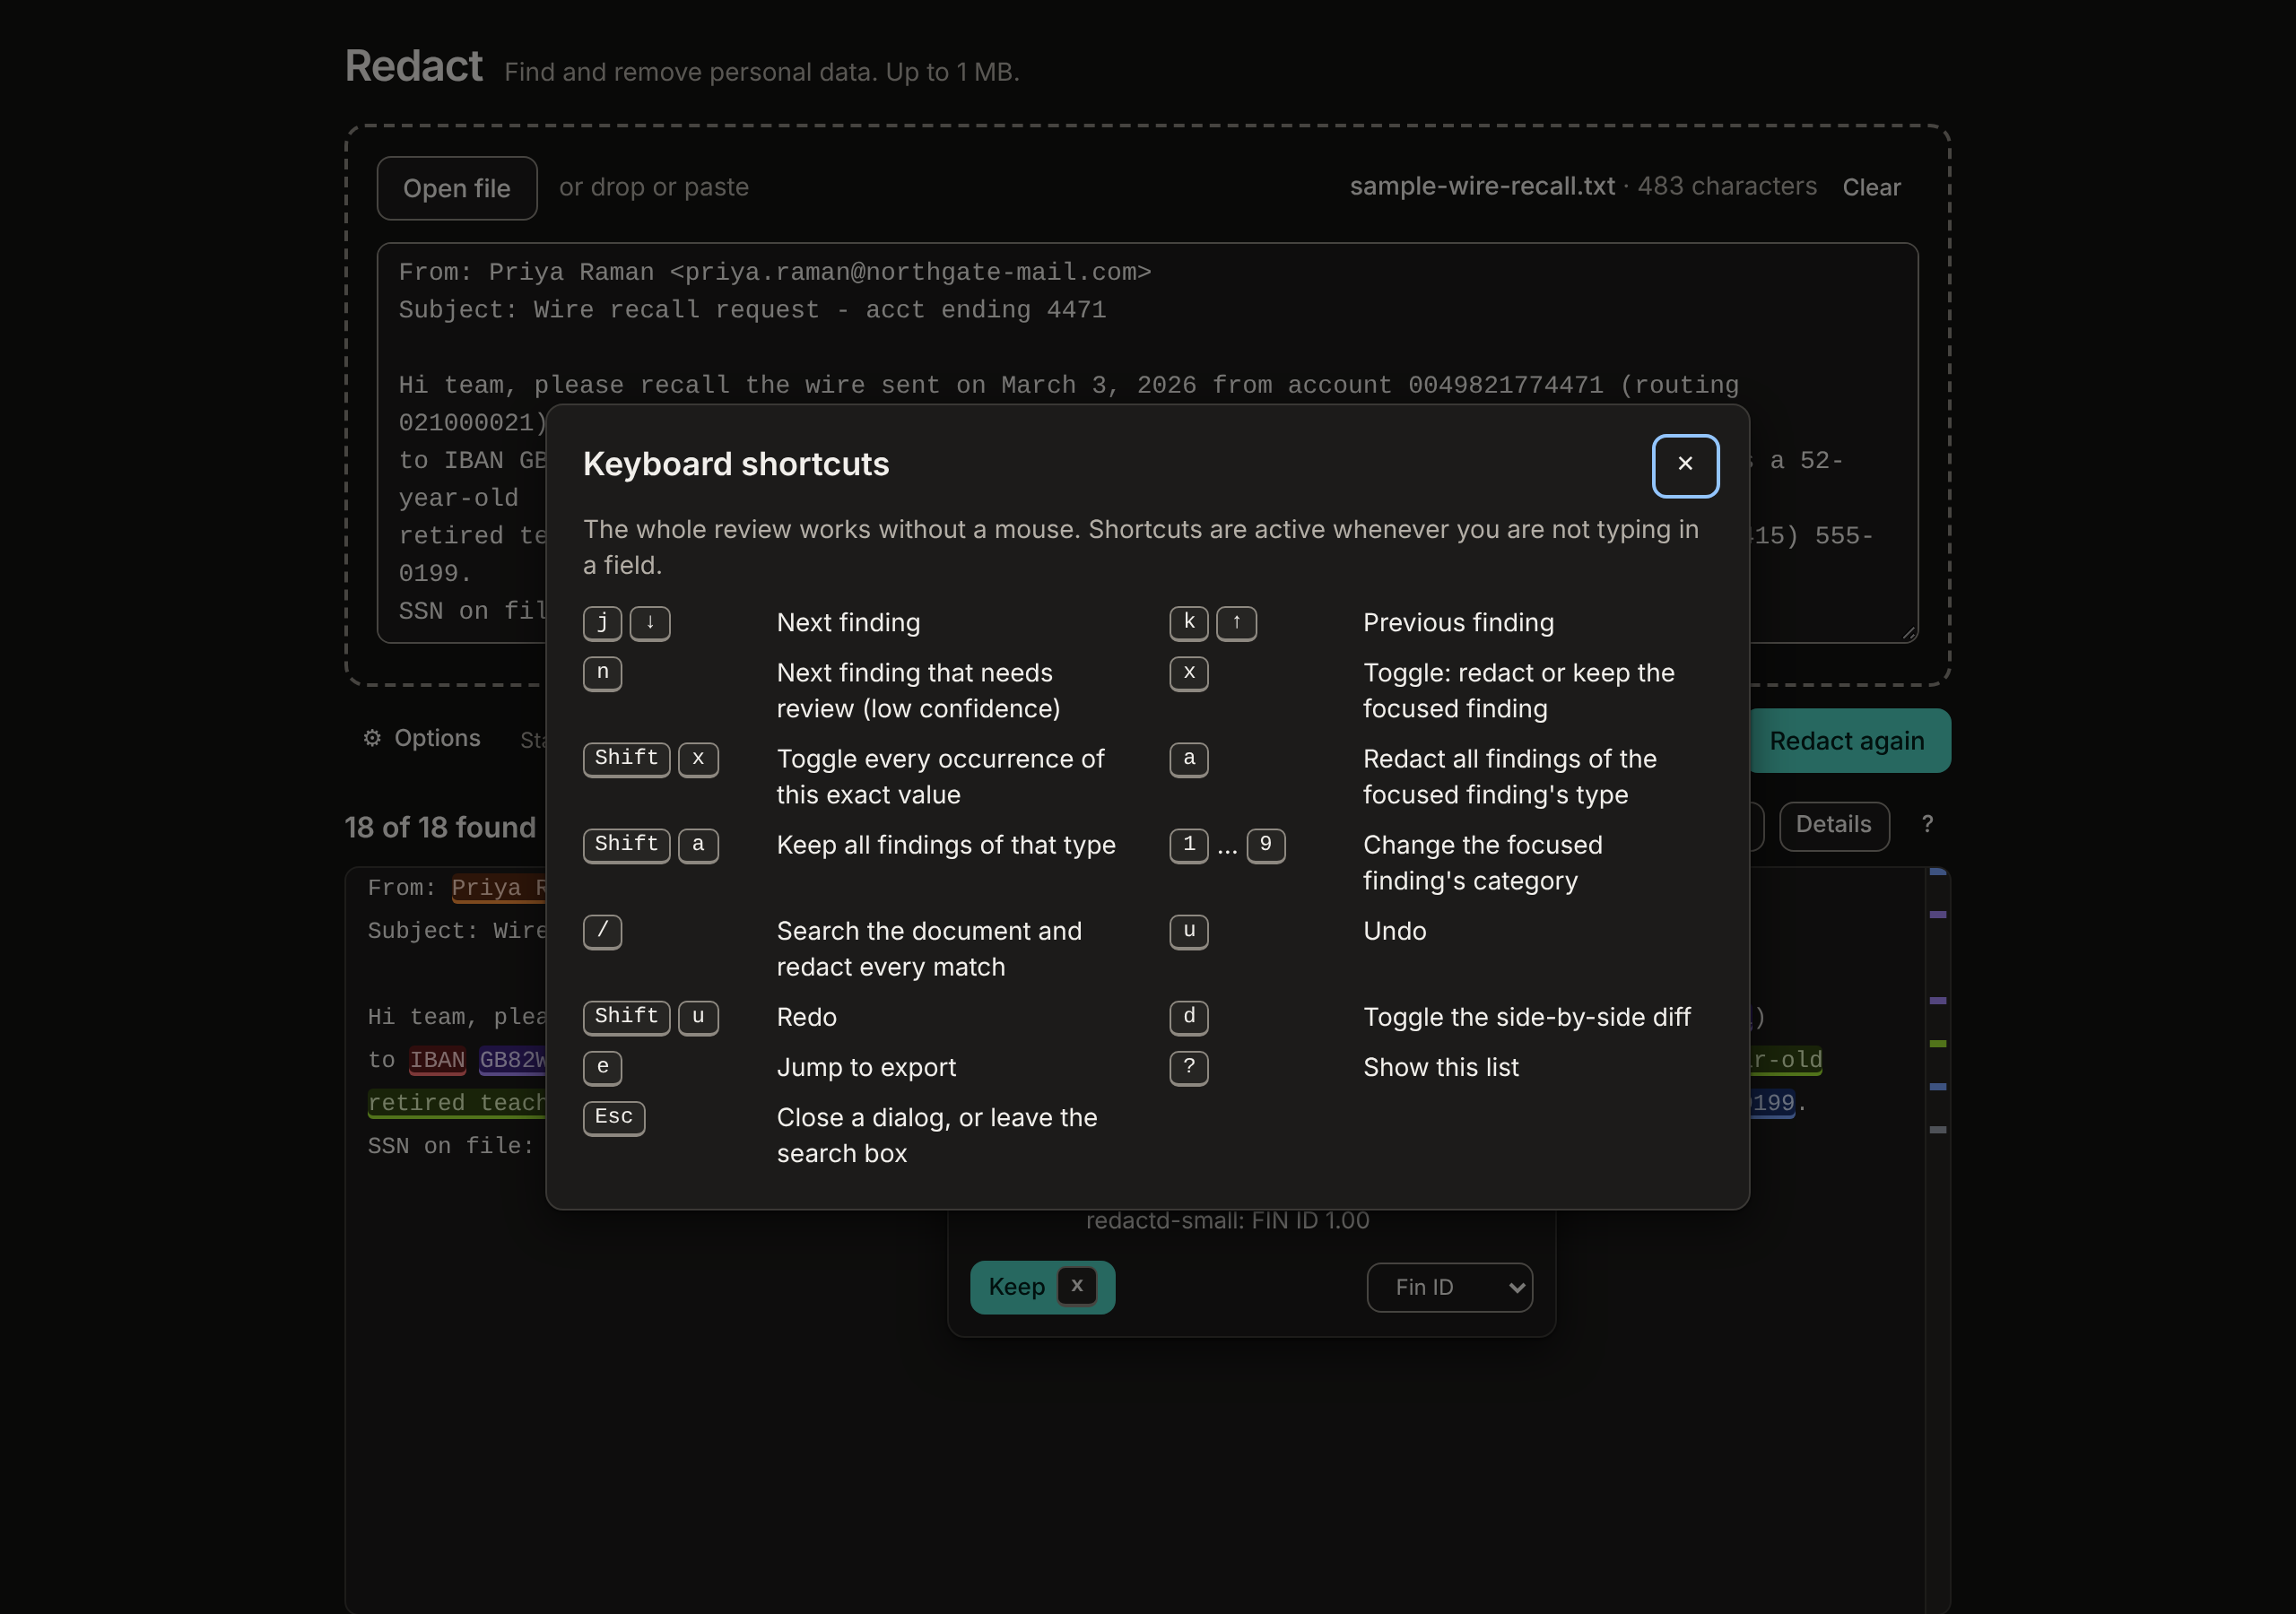 Redact Find and remove personal data. Up to 1 MB.
Open file or drop or paste sample-wire-recall.txt · 483 characters Clear
From: Priya Raman <priya.raman@northgate-mail.com>
Subject: Wire recall request - acct ending 4471
Hi team, please recall the wire sent on March 3, 2026 from account 0049821774471 (routing
021000021)
to IBAN a 52-
year-old
retired 555-
0199.
SSN on
Keyboard shortcuts ×
The whole review works without a mouse. Shortcuts are active whenever you are not typing in
a field.
j ↓ Next finding k ↑ Previous finding
n Next finding that needs x Toggle: redact or keep the
review (low confidence) focused finding
Shift x Toggle every occurrence of a Redact all findings of the
this exact value focused finding's type
Shift a Keep all findings of that type 1 … 9 Change the focused
finding's category
/ Search the document and u Undo
redact every match
Shift u Redo d Toggle the side-by-side diff
e Jump to export ? Show this list
Esc Close a dialog, or leave the
search box
⚙ Options Redact again
18 of 18 found Details ?
From: Priya
Subject: Wire
Hi team,
to IBAN
retired
0199.
SSN on file:
redactd-small: FIN ID 1.00
Keep x Fin ID